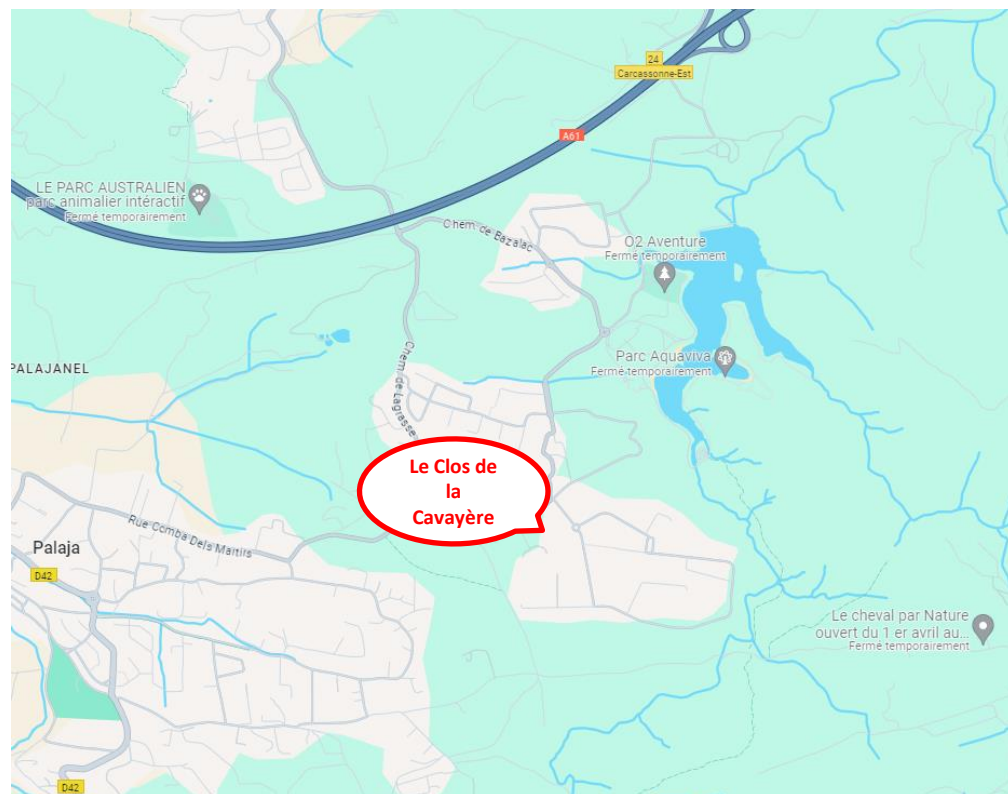 24
Carcassonne-Est
A61
LE PARC AUSTRALIEN
parc animalier intéractif
Fermé temporairement
Chem de Bazalac
O2 Aventure
Fermé temporairement
Chem de Lagrasse
Parc Aquaviva
Fermé temporairement
PALAJANEL
Le Clos de
la
Cavayère
Rue Comba Dels Martils
Palaja
D42
Le cheval par Nature
ouvert du 1 er avril au...
Fermé temporairement
D42